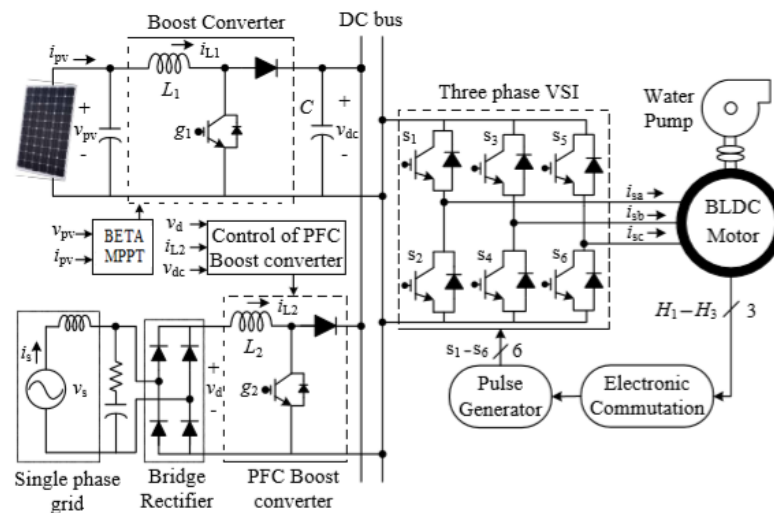 Boost Converter
DC bus
i_pv
i_L1
L_1
+
v_pv
-
g_1
C
+
v_dc
-
Three phase VSI
Water
Pump
s_1
s_3
s_5
i_sa
i_sb
i_sc
BLDC
Motor
s_2
s_4
s_6
v_pv
i_pv
BETA
MPPT
v_d
i_L2
v_dc
Control of PFC
Boost converter
H_1–H_3
3
i_L2
L_2
i_s
v_s
+
v_d
-
g_2
s_1–s_6
6
Pulse
Generator
Electronic
Commutation
Single phase
grid
Bridge
Rectifier
PFC Boost
converter